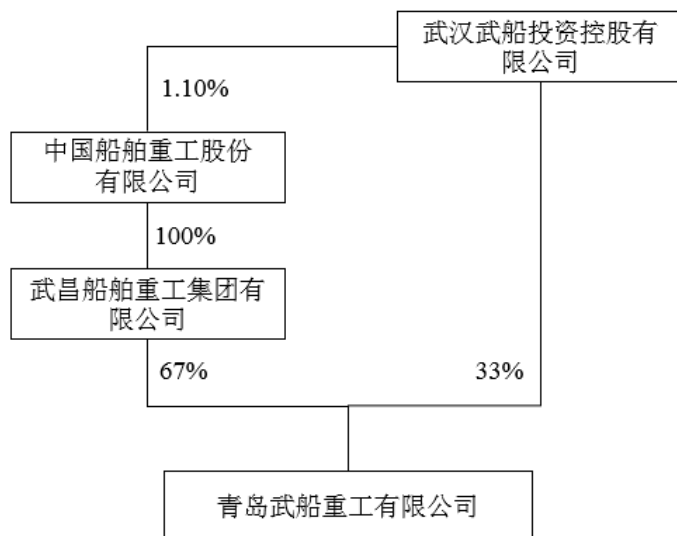 武汉武船投资控股有
限公司
1.10%
中国船舶重工股份
有限公司
100%
武昌船舶重工集团有
限公司
67%
33%
青岛武船重工有限公司